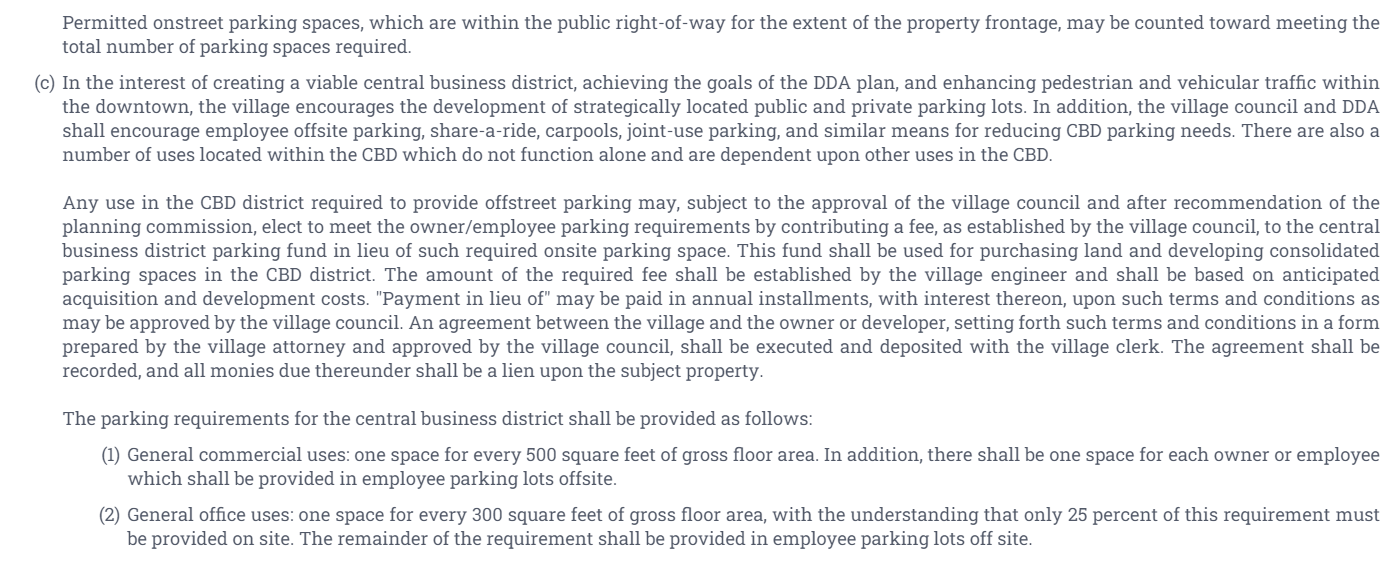 Permitted onstreet parking spaces, which are within the public right-of-way for the extent of the property frontage, may be counted toward meeting the
total number of parking spaces required.
(c) In the interest of creating a viable central business district, achieving the goals of the DDA plan, and enhancing pedestrian and vehicular traffic within
the downtown, the village encourages the development of strategically located public and private parking lots. In addition, the village council and DDA
shall encourage employee offsite parking, share-a-ride, carpools, joint-use parking, and similar means for reducing CBD parking needs. There are also a
number of uses located within the CBD which do not function alone and are dependent upon other uses in the CBD.
Any use in the CBD district required to provide offstreet parking may, subject to the approval of the village council and after recommendation of the
planning commission, elect to meet the owner/employee parking requirements by contributing a fee, as established by the village council, to the central
business district parking fund in lieu of such required onsite parking space. This fund shall be used for purchasing land and developing consolidated
parking spaces in the CBD district. The amount of the required fee shall be established by the village engineer and shall be based on anticipated
acquisition and development costs. "Payment in lieu of" may be paid in annual installments, with interest thereon, upon such terms and conditions as
may be approved by the village council. An agreement between the village and the owner or developer, setting forth such terms and conditions in a form
prepared by the village attorney and approved by the village council, shall be executed and deposited with the village clerk. The agreement shall be
recorded, and all monies due thereunder shall be a lien upon the subject property.
The parking requirements for the central business district shall be provided as follows:
(1) General commercial uses: one space for every 500 square feet of gross floor area. In addition, there shall be one space for each owner or employee
which shall be provided in employee parking lots offsite.
(2) General office uses: one space for every 300 square feet of gross floor area, with the understanding that only 25 percent of this requirement must
be provided on site. The remainder of the requirement shall be provided in employee parking lots off site.